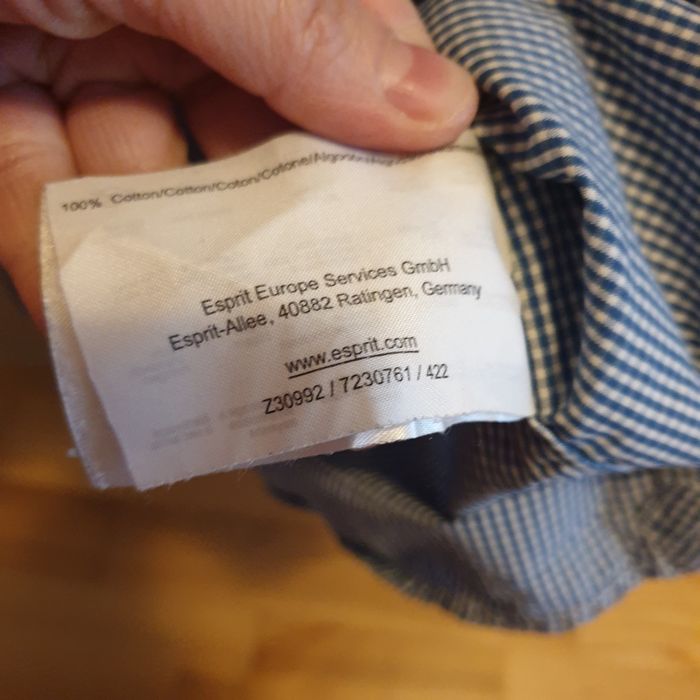 100% Cotton/Cotton/Coton/Cotone/Algodón
Esprit Europe Services GmbH
Esprit-Allee, 40882 Ratingen, Germany
www.esprit.com
Z30992 / 7230761 / 422